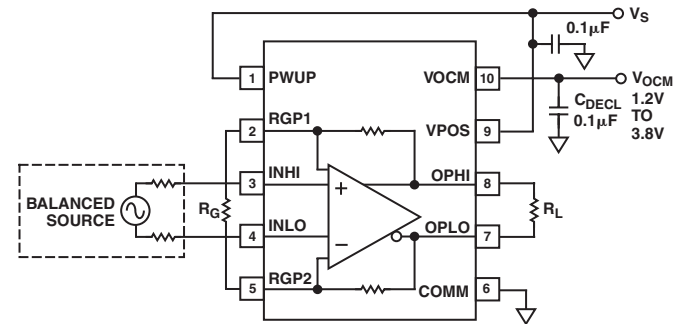 VS
0.1µF
1 PWUP VOCM 10
VOCM
1.2V
TO
3.8V
CDECL
0.1µF
2 RGP1 VPOS 9
3 INHI OPHI 8
BALANCED
SOURCE
RG
RL
+
4 INLO OPLO 7
−
5 RGP2 COMM 6